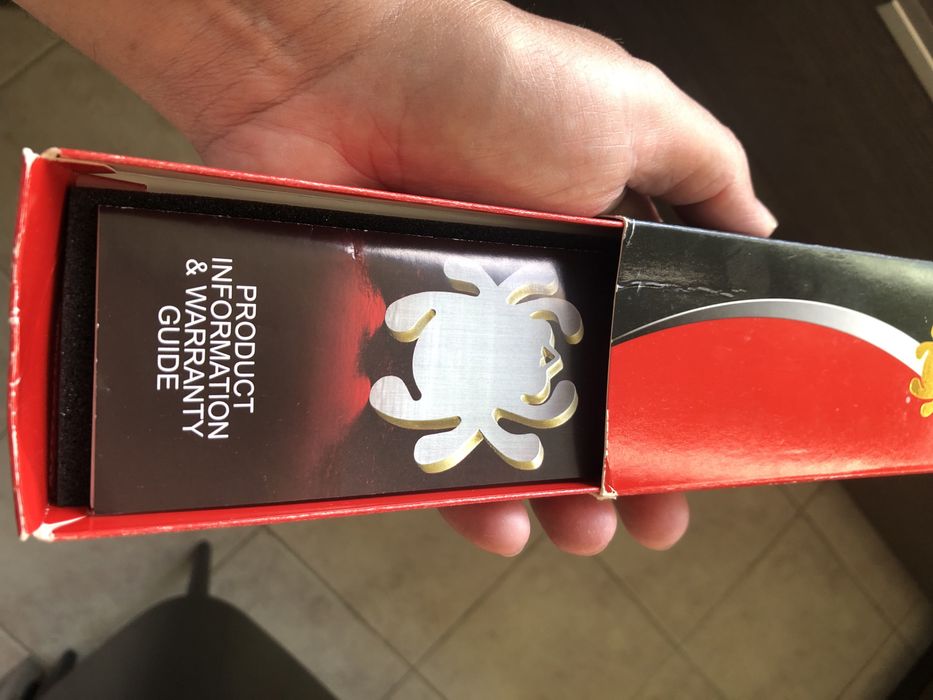 PRODUCT
INFORMATION
& WARRANTY
GUIDE